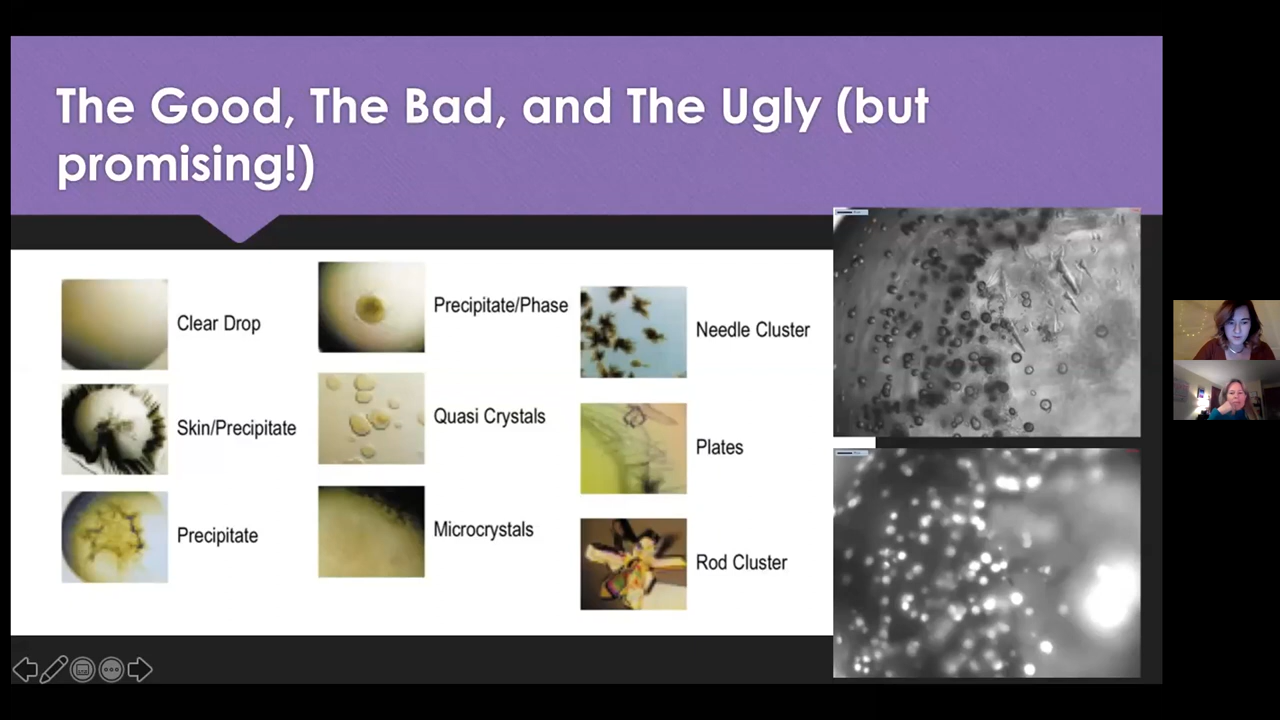 The Good, The Bad, and The Ugly (but
promising!)
Clear Drop
Skin/Precipitate
Precipitate
Precipitate/Phase
Quasi Crystals
Microcrystals
Needle Cluster
Plates
Rod Cluster